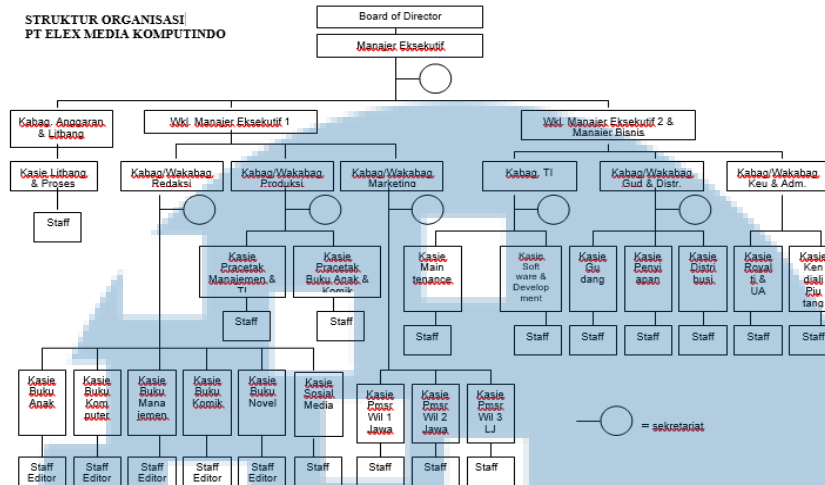 STRUKTUR ORGANISASI
PT ELEX MEDIA KOMPUTINDO
Board of Director
Manajer Eksekutif
Kabag. Anggaran
& Litbang
Wkl. Manajer Eksekutif 1
Wkl. Manajer Eksekutif 2 &
Manajer Bisnis
Kasie Litbang
& Proses
Kabag/Wakabag
Redaksi
Kabag/Wakabag
Produksi
Kabag/Wakabag
Marketing
Kabag. TI
Kabag/Wakabag
Gud & Distr.
Kabag/Wakabag.
Keu & Adm.
Staff
Kasie
Pracetak
Manajemen &
TI
Kasie
Pracetak
Buku Anak &
Komik
Kasie
Main
tenance
Kasie
Soft
ware &
Develop
ment
Kasie
Gu
dang
Kasie
Penyi
apan
Kasie
Distri
busi
Kasie
Royal
ti &
UA
Kasie
Ken
dali
Piu
tang
Staff
Staff
Staff
Staff
Staff
Staff
Staff
Staff
Staff
Kasie
Buku
Anak
Kasie
Buku
Kom
puter
Kasie
Buku
Mana
jemen
Kasie
Buku
Komik
Kasie
Buku
Novel
Kasie
Sosial
Media
Kasie
Pmsr
Wil 1
Jawa
Kasie
Pmsr
Wil 2
Jawa
Kasie
Pmsr
Wil 3
LJ
= sekretariat
Staff
Editor
Staff
Editor
Staff
Editor
Staff
Editor
Staff
Editor
Staff
Staff
Staff
Staff